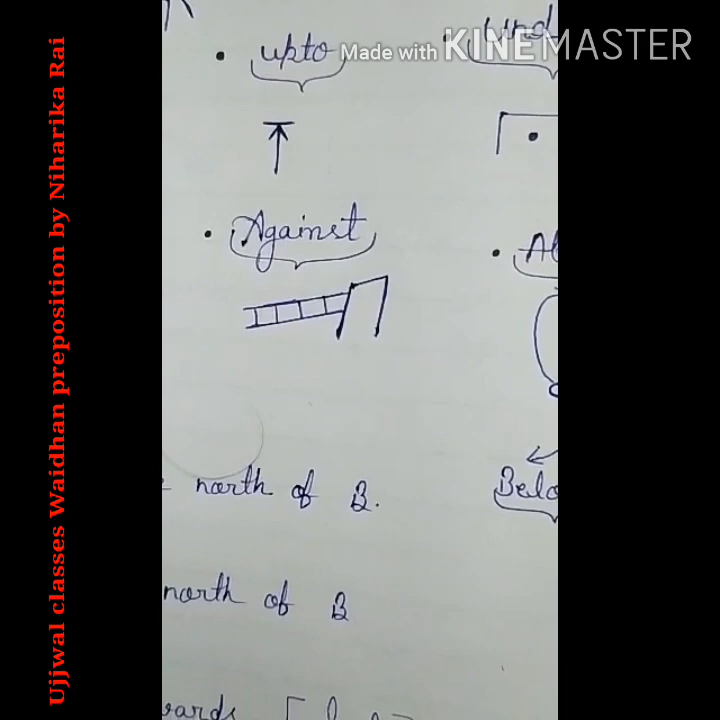 Ujjwal classes Waidhan preposition by Niharika Rai
Made with KINEMASTER
upto
Against
north of B.
north of B